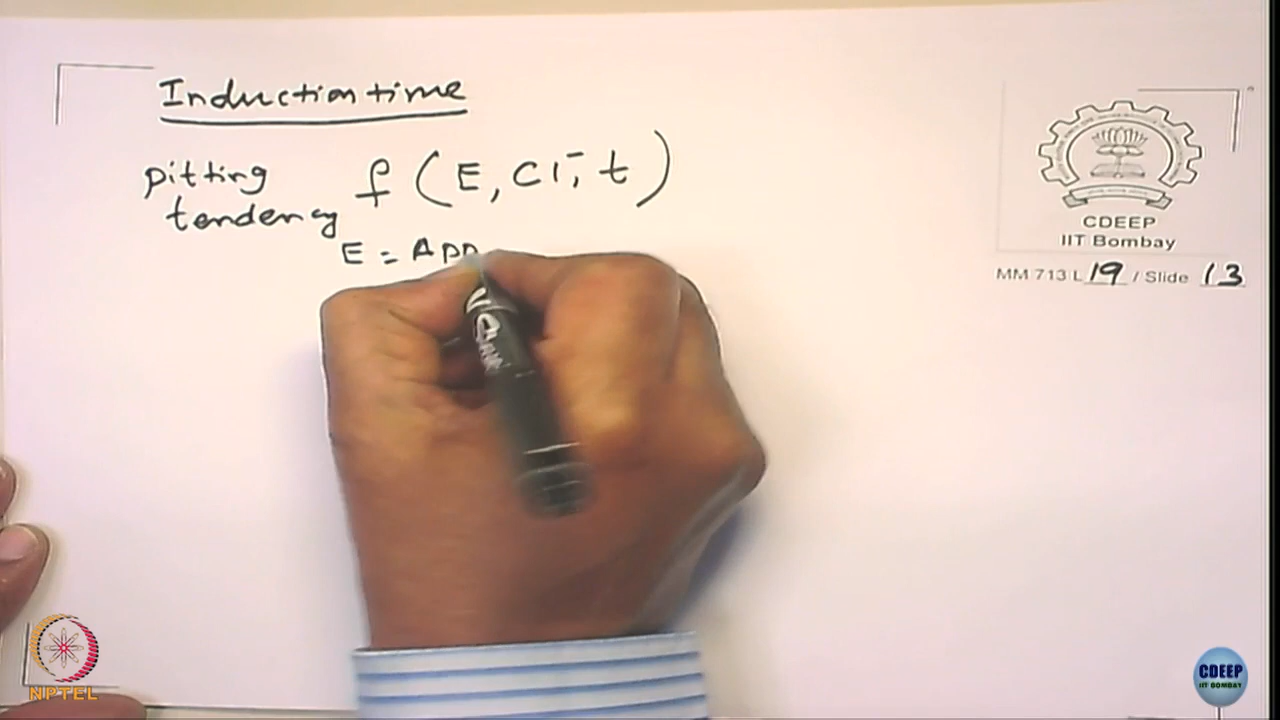 Induction time
pitting f (E, Cl⁻, t)
tendency
E = App
CDEEP
IIT Bombay
MM 713 L 19 / Slide 13
NPTEL
CDEEP
IIT BOMBAY